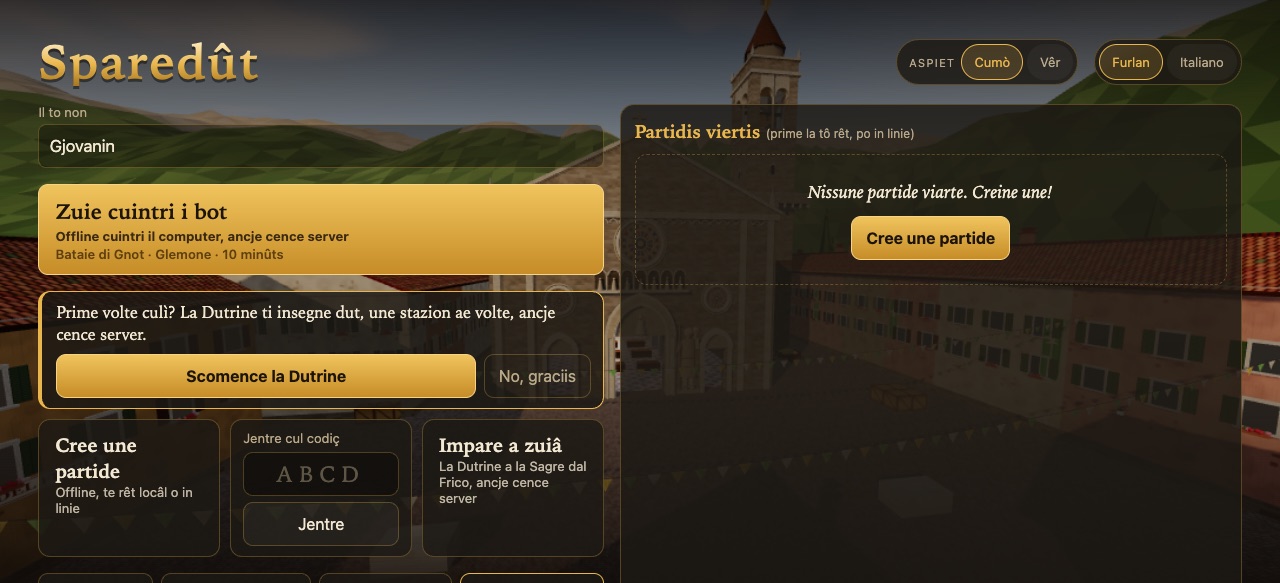 Sparedût
ASPIET Cumò Vêr
Furlan Italiano
Il to non
Gjovanin
Zuie cuintri i bot
Offline cuintri il computer, ancje cence server
Bataie di Gnot · Glemone · 10 minûts
Prime volte culì? La Dutrine ti insegne dut, une stazion ae volte, ancje
cence server.
Scomence la Dutrine
No, graciis
Cree une
partide
Offline, te rêt locâl o in
linie
Jentre cul codiç
ABCD
Jentre
Impare a zuiâ
La Dutrine a la Sagre dal
Frico, ancje cence
server
Partidis viertis (prime la tô rêt, po in linie)
Nissune partide viarte. Creine une!
Cree une partide